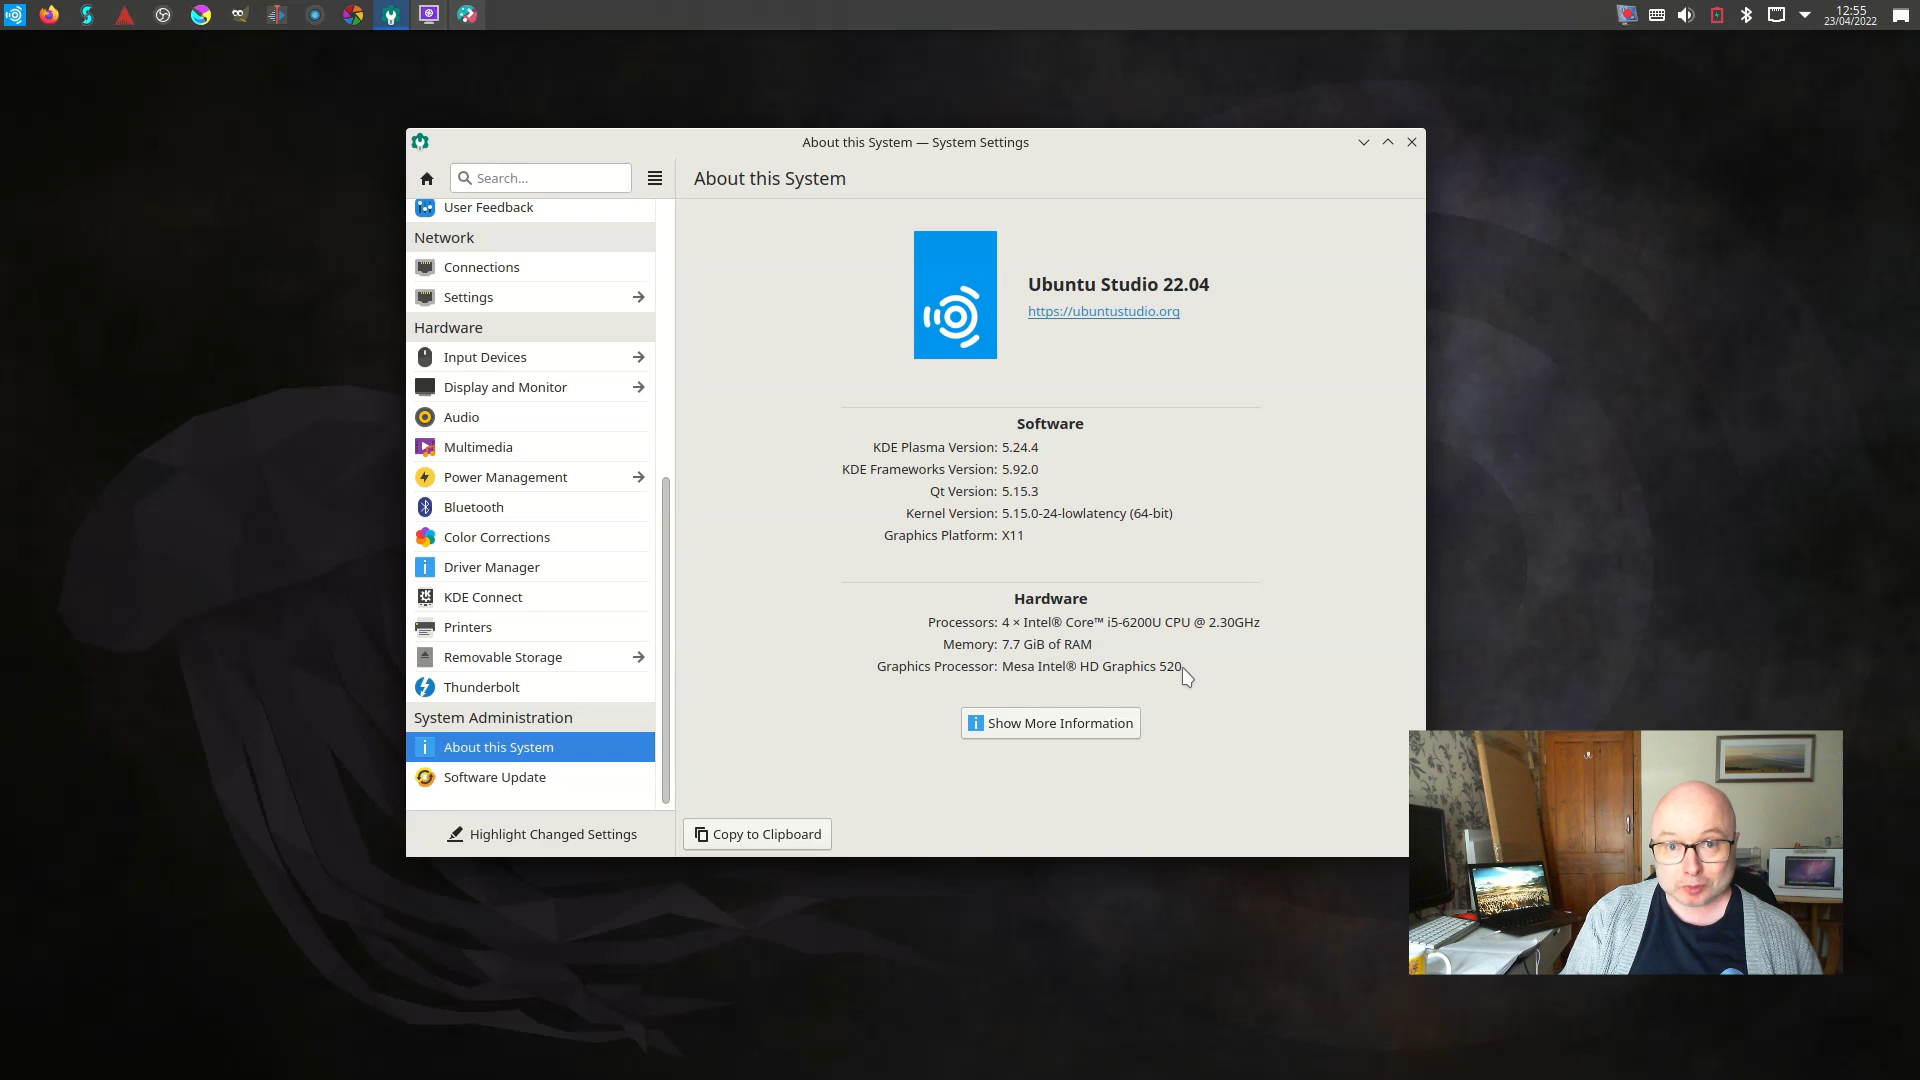 12:55
23/04/2022
About this System — System Settings
Search...
About this System
User Feedback
Network
Connections
Settings
Hardware
Input Devices
Display and Monitor
Audio
Multimedia
Power Management
Bluetooth
Color Corrections
Driver Manager
KDE Connect
Printers
Removable Storage
Thunderbolt
System Administration
About this System
Software Update
Highlight Changed Settings
Ubuntu Studio 22.04
https://ubuntustudio.org
Software
KDE Plasma Version: 5.24.4
KDE Frameworks Version: 5.92.0
Qt Version: 5.15.3
Kernel Version: 5.15.0-24-lowlatency (64-bit)
Graphics Platform: X11
Hardware
Processors: 4 × Intel® Core™ i5-6200U CPU @ 2.30GHz
Memory: 7.7 GiB of RAM
Graphics Processor: Mesa Intel® HD Graphics 520
Show More Information
Copy to Clipboard